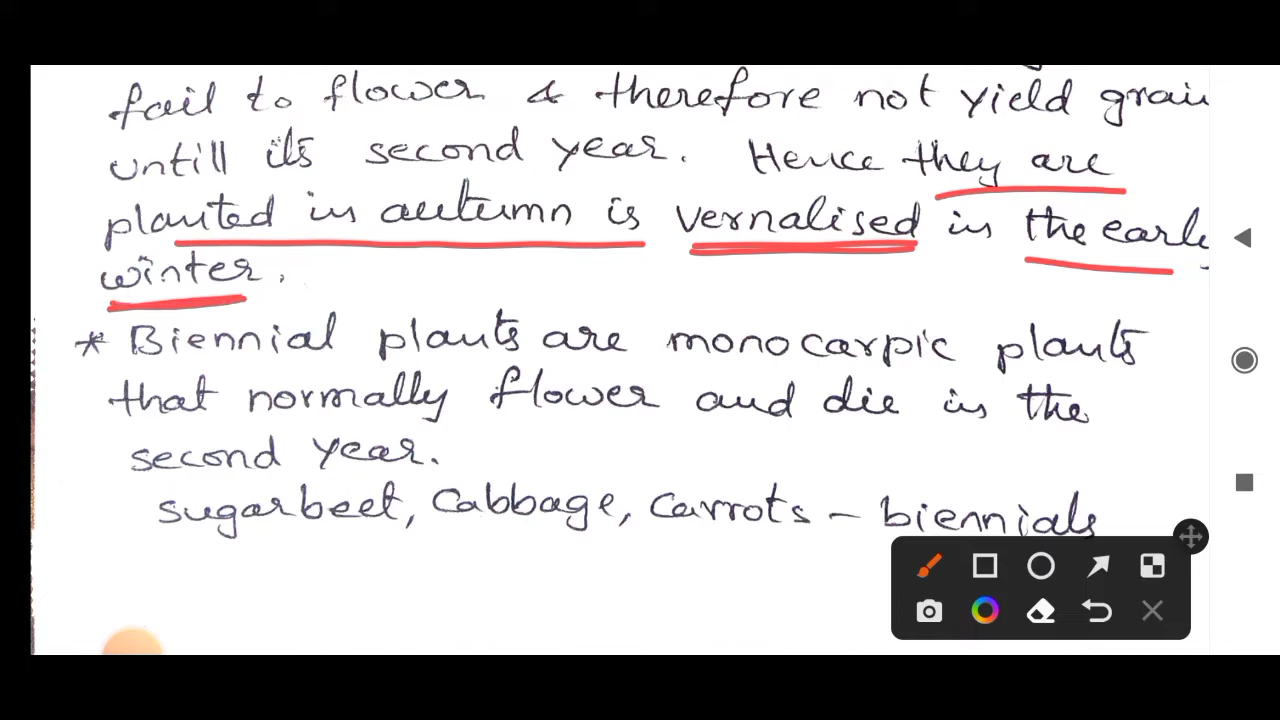 fail to flower & therefore not yield grain
untill its second year. Hence they are
planted in autumn is vernalised in the early
winter.
* Biennial plants are monocarpic plants
that normally flower and die in the
second year.
sugarbeet, Cabbage, Carrots - biennials